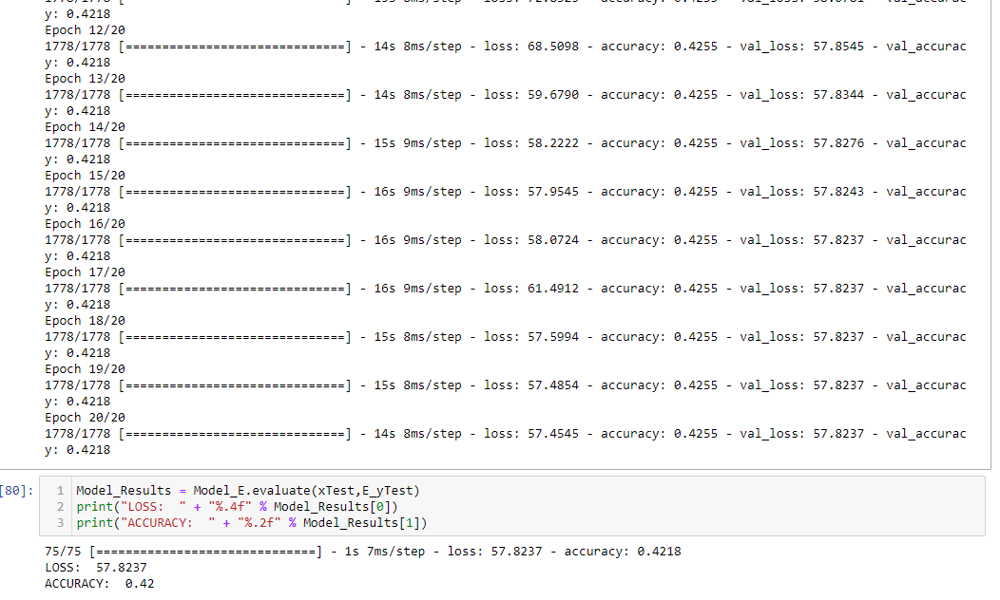 y: 0.4218
Epoch 12/20
1778/1778 [==============================] - 14s 8ms/step - loss: 68.5098 - accuracy: 0.4255 - val_loss: 57.8545 - val_accurac
y: 0.4218
Epoch 13/20
1778/1778 [==============================] - 14s 8ms/step - loss: 59.6790 - accuracy: 0.4255 - val_loss: 57.8344 - val_accurac
y: 0.4218
Epoch 14/20
1778/1778 [==============================] - 15s 9ms/step - loss: 58.2222 - accuracy: 0.4255 - val_loss: 57.8276 - val_accurac
y: 0.4218
Epoch 15/20
1778/1778 [==============================] - 16s 9ms/step - loss: 57.9545 - accuracy: 0.4255 - val_loss: 57.8243 - val_accurac
y: 0.4218
Epoch 16/20
1778/1778 [==============================] - 16s 9ms/step - loss: 58.0724 - accuracy: 0.4255 - val_loss: 57.8237 - val_accurac
y: 0.4218
Epoch 17/20
1778/1778 [==============================] - 16s 9ms/step - loss: 61.4912 - accuracy: 0.4255 - val_loss: 57.8237 - val_accurac
y: 0.4218
Epoch 18/20
1778/1778 [==============================] - 15s 8ms/step - loss: 57.5994 - accuracy: 0.4255 - val_loss: 57.8237 - val_accurac
y: 0.4218
Epoch 19/20
1778/1778 [==============================] - 15s 8ms/step - loss: 57.4854 - accuracy: 0.4255 - val_loss: 57.8237 - val_accurac
y: 0.4218
Epoch 20/20
1778/1778 [==============================] - 14s 8ms/step - loss: 57.4545 - accuracy: 0.4255 - val_loss: 57.8237 - val_accurac
y: 0.4218
[80]: 1 Model_Results = Model_E.evaluate(xTest,E_yTest)
2 print("LOSS:  " + "%.4f" % Model_Results[0])
3 print("ACCURACY:  " + "%.2f" % Model_Results[1])
75/75 [==============================] - 1s 7ms/step - loss: 57.8237 - accuracy: 0.4218
LOSS:  57.8237
ACCURACY:  0.42